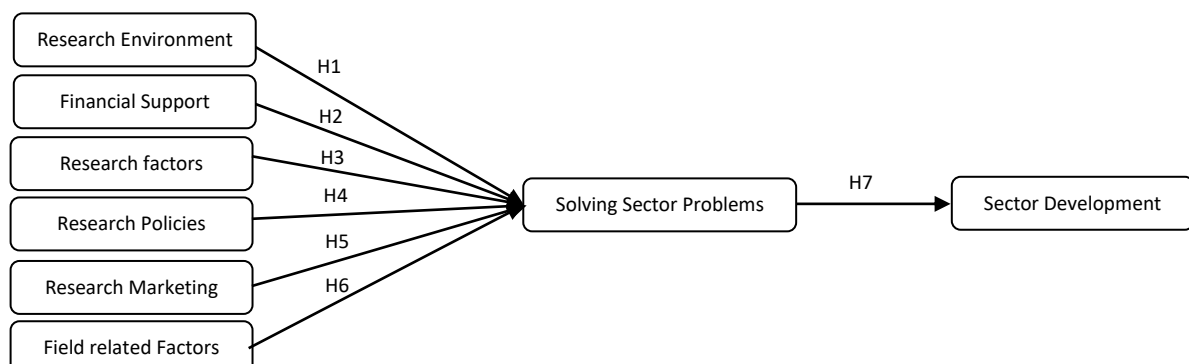 Research Environment
H1
Financial Support
H2
Research factors
H3
Research Policies
H4
Research Marketing
H5
Field related Factors
H6
Solving Sector Problems
H7
Sector Development